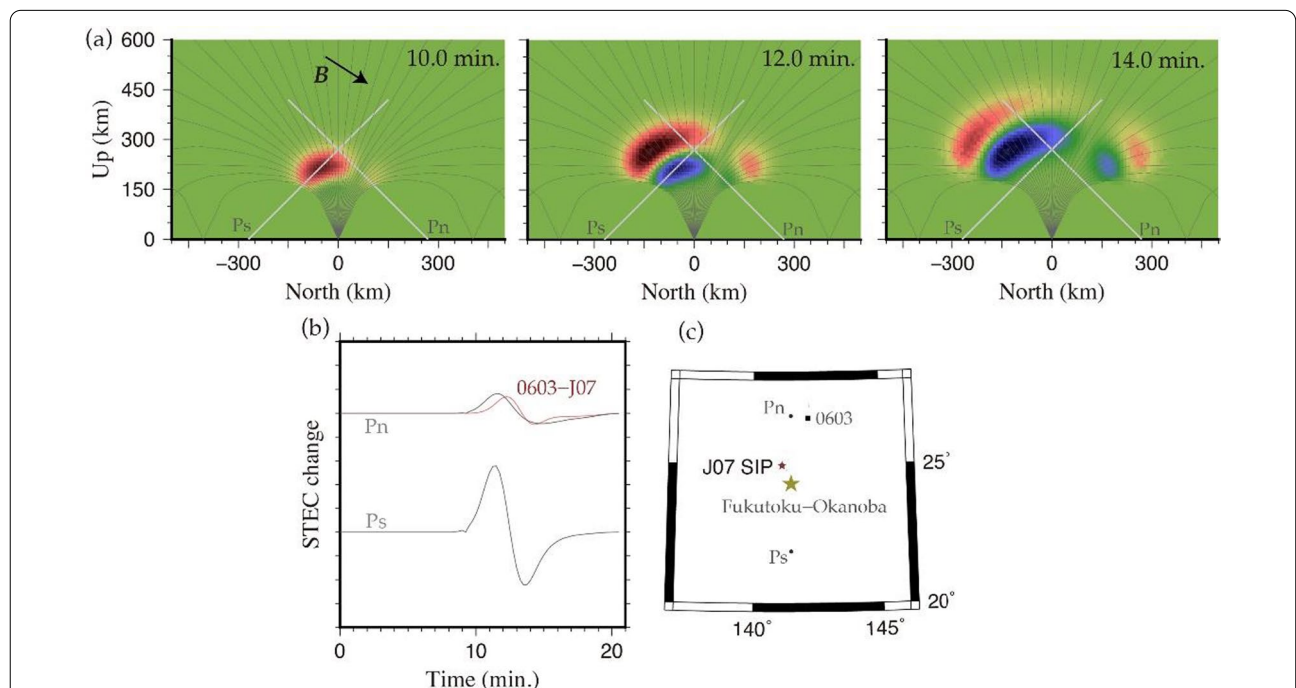 (a)
600
450
300
150
0
Up (km)
B
10.0 min.
Ps
Pn
−300
0
300
North (km)
12.0 min.
Ps
Pn
−300
0
300
North (km)
14.0 min.
Ps
Pn
−300
0
300
North (km)
(b)
STEC change
0603−J07
Pn
Ps
0
10
20
Time (min.)
(c)
Pn
0603
J07 SIP
25°
Fukutoku−Okanoba
Ps
20°
140°
145°